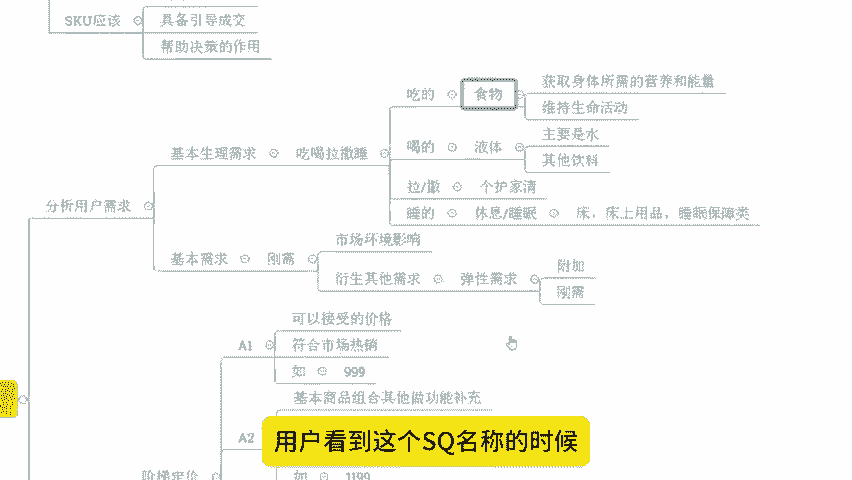 SKU应该
具备引导成交
帮助决策的作用
分析用户需求
基本生理需求
吃喝拉撒睡
吃的
食物
获取身体所需的营养和能量
维持生命活动
喝的
液体
主要是水
其他饮料
拉/撒
个护家清
睡的
休息/睡眠
床，床上用品，睡眠保障类
基本需求
刚需
市场环境影响
衍生其他需求
弹性需求
附加
刚需
阶梯定价
A1
可以接受的价格
符合市场热销
如
999
A2
基本商品组合其他做功能补充
如
1199
用户看到这个SQ名称的时候